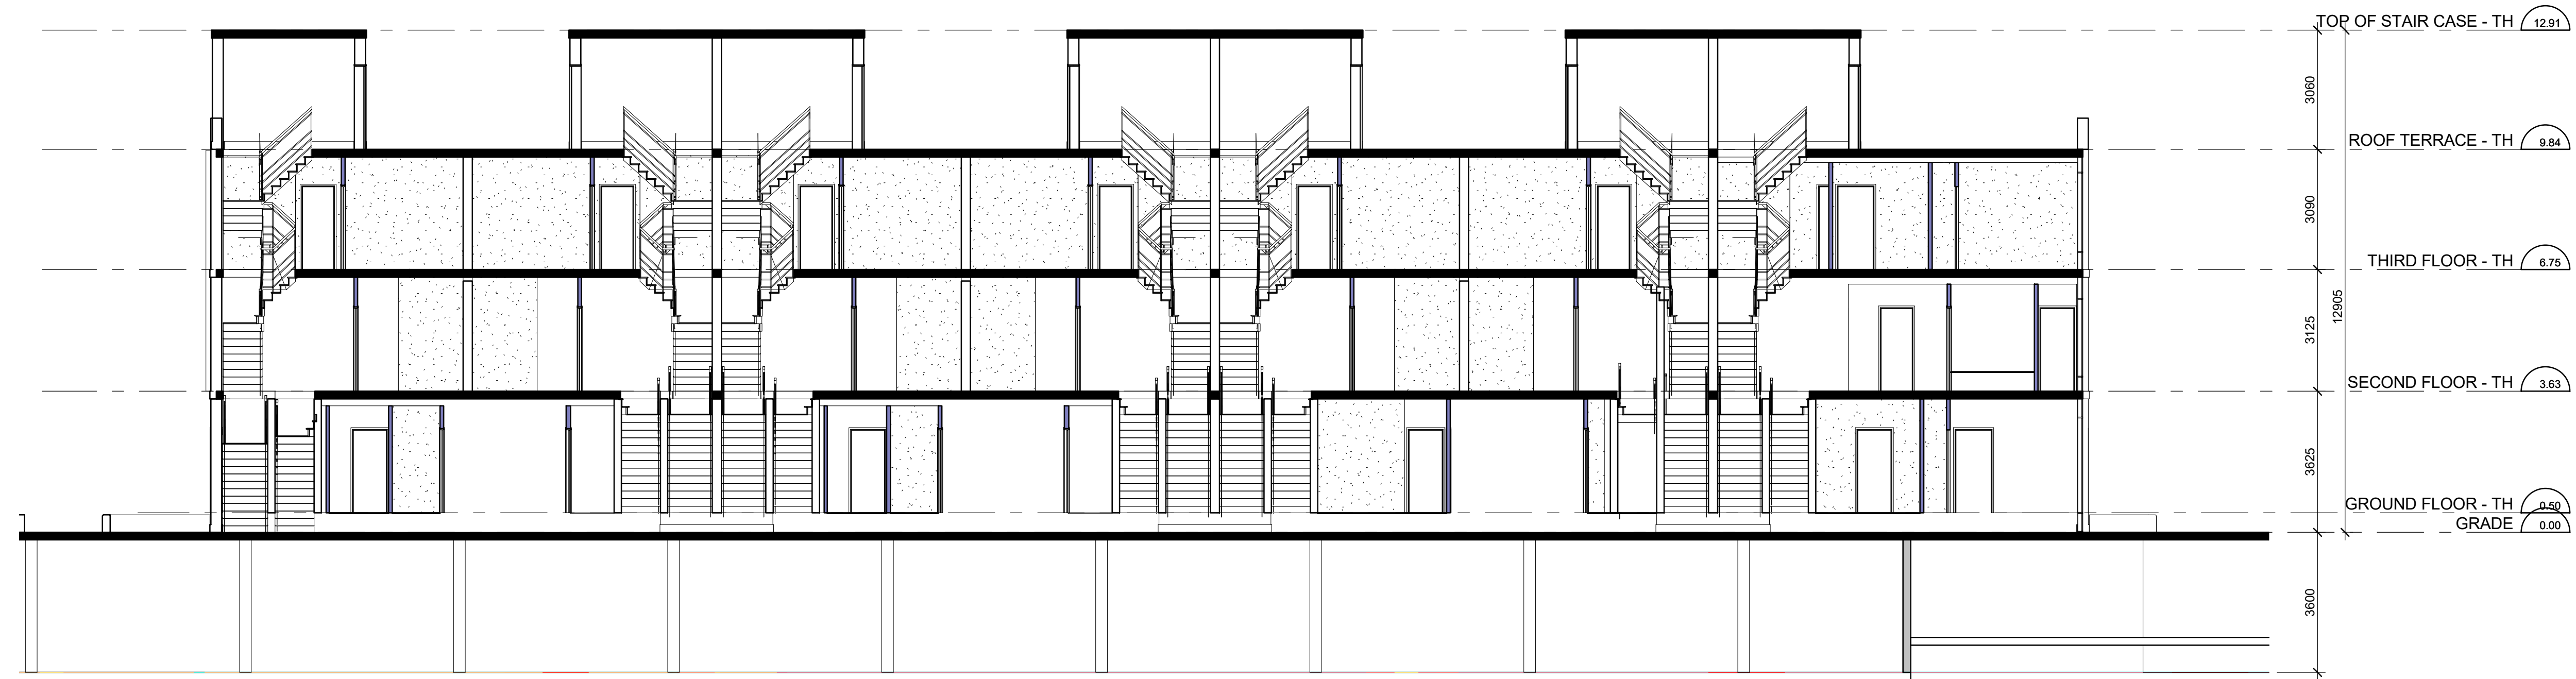 TOP OF STAIR CASE - TH 12.91
3060
ROOF TERRACE - TH 9.84
3090
THIRD FLOOR - TH 6.75
12905
3125
SECOND FLOOR - TH 3.63
3625
GROUND FLOOR - TH 0.50
GRADE 0.00
3600